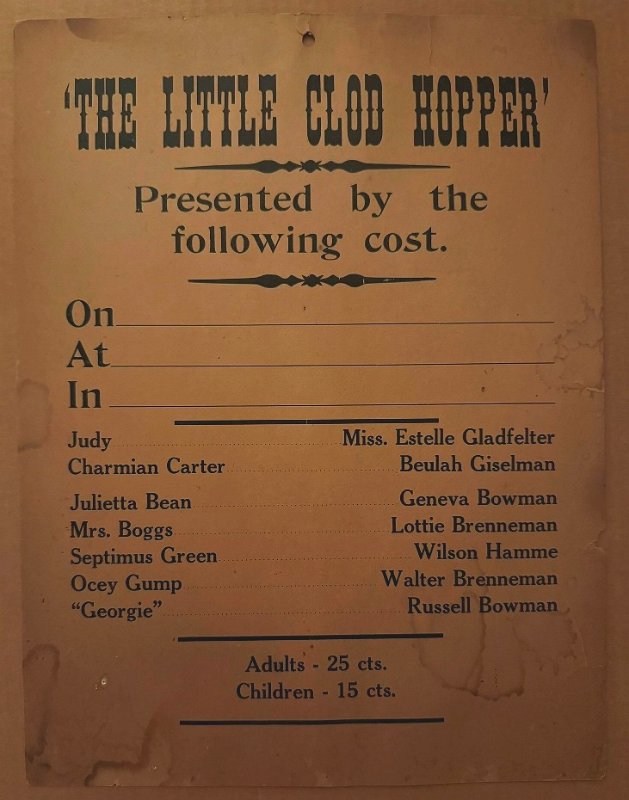 'THE LITTLE CLOD HOPPER'
Presented by the
following cost.
On
At
In
Judy Miss. Estelle Gladfelter
Charmian Carter Beulah Giselman
Julietta Bean Geneva Bowman
Mrs. Boggs Lottie Brenneman
Septimus Green Wilson Hamme
Ocey Gump Walter Brenneman
"Georgie" Russell Bowman
Adults - 25 cts.
Children - 15 cts.